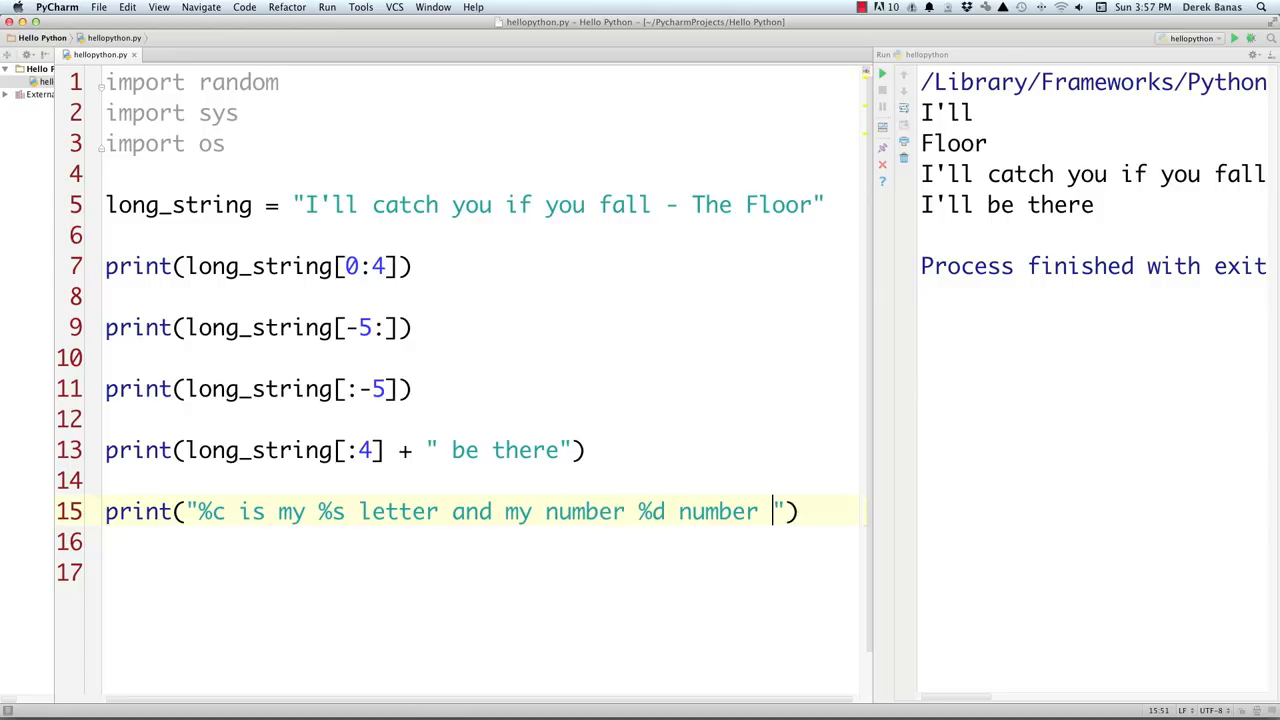 PyCharm File Edit View Navigate Code Refactor Run Tools VCS Window Help 10 Sun 3:57 PM Derek Banas
hellopython.py - Hello Python - [~/PycharmProjects/Hello Python]
Hello Python hellopython.py hellopython
hellopython.py Run hellopython
Hello P
hell
Externa
1 import random
2 import sys
3 import os
4
5 long_string = "I'll catch you if you fall - The Floor"
6
7 print(long_string[0:4])
8
9 print(long_string[-5:])
10
11 print(long_string[:-5])
12
13 print(long_string[:4] + " be there")
14
15 print("%c is my %s letter and my number %d number ")
16
17
/Library/Frameworks/Python
I'll
Floor
I'll catch you if you fall
I'll be there
Process finished with exit
15:51 LF UTF-8